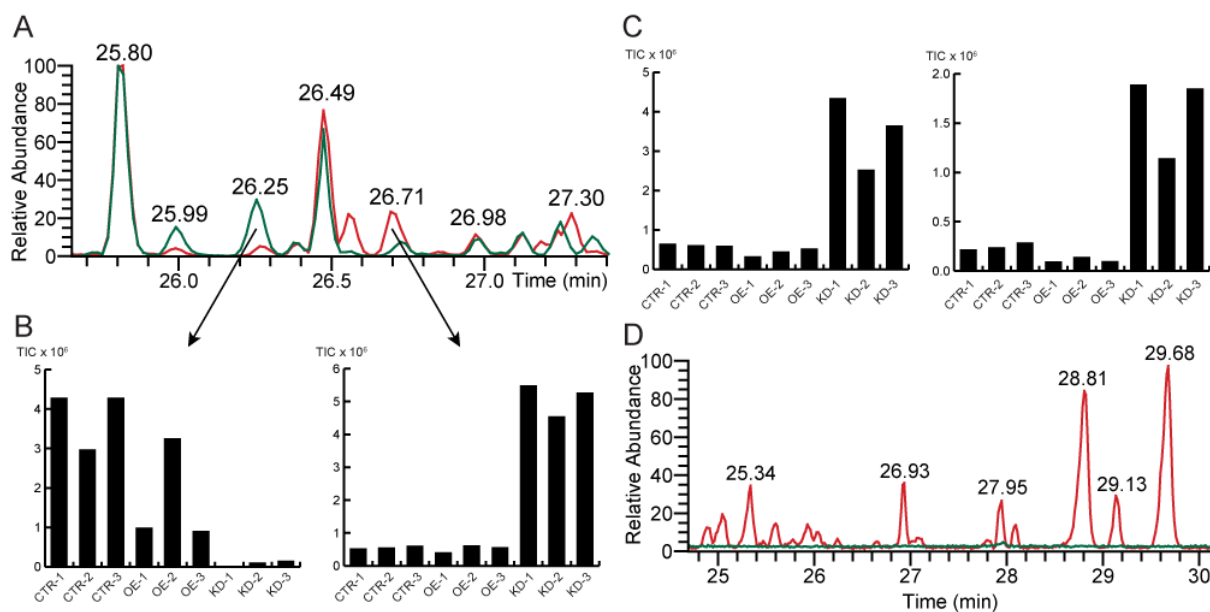 A
Relative Abundance
100
80
60
40
20
0
25.80
25.99
26.25
26.49
26.71
26.98
27.30
26.0
26.5
27.0
Time (min)
B
TIC x 10⁶
5
4
3
2
1
0
CTR-1
CTR-2
CTR-3
OE-1
OE-2
OE-3
KD-1
KD-2
KD-3
TIC x 10⁶
6
5
4
3
2
1
0
CTR-1
CTR-2
CTR-3
OE-1
OE-2
OE-3
KD-1
KD-2
KD-3
C
TIC x 10⁶
5
4
3
2
1
0
CTR-1
CTR-2
CTR-3
OE-1
OE-2
OE-3
KD-1
KD-2
KD-3
TIC x 10⁶
2.0
1.5
1.0
0.5
0.0
CTR-1
CTR-2
CTR-3
OE-1
OE-2
OE-3
KD-1
KD-2
KD-3
D
Relative Abundance
100
80
60
40
20
0
25.34
26.93
27.95
28.81
29.13
29.68
25
26
27
28
29
30
Time (min)